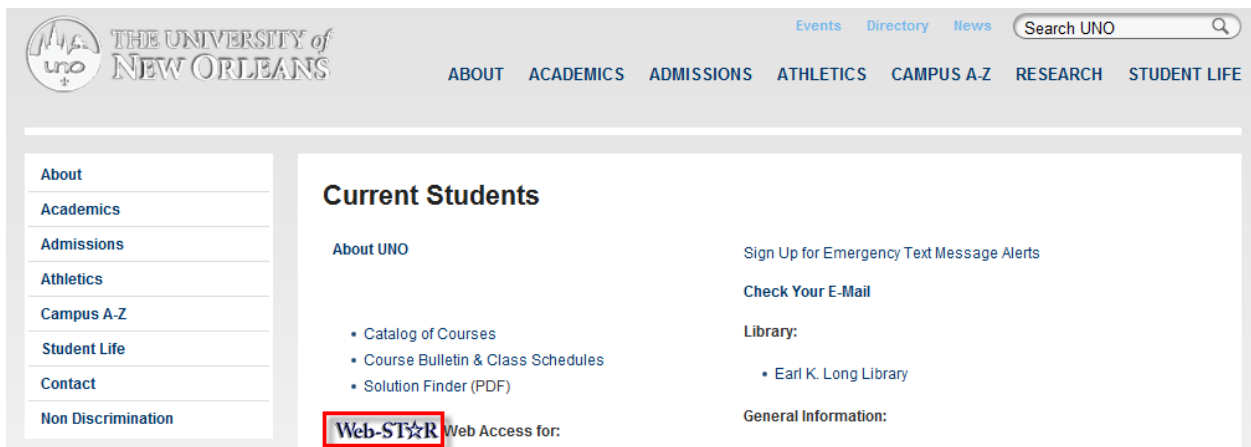 Events Directory News Search UNO
THE UNIVERSITY of
NEW ORLEANS
uno
ABOUT ACADEMICS ADMISSIONS ATHLETICS CAMPUS A-Z RESEARCH STUDENT LIFE
About
Academics
Admissions
Athletics
Campus A-Z
Student Life
Contact
Non Discrimination
Current Students
About UNO
• Catalog of Courses
• Course Bulletin & Class Schedules
• Solution Finder (PDF)
Web-ST☆R Web Access for:
Sign Up for Emergency Text Message Alerts
Check Your E-Mail
Library:
• Earl K. Long Library
General Information: